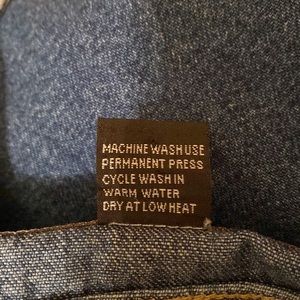 MACHINE WASH USE
PERMANENT PRESS
CYCLE WASH IN
WARM WATER
DRY AT LOW HEAT